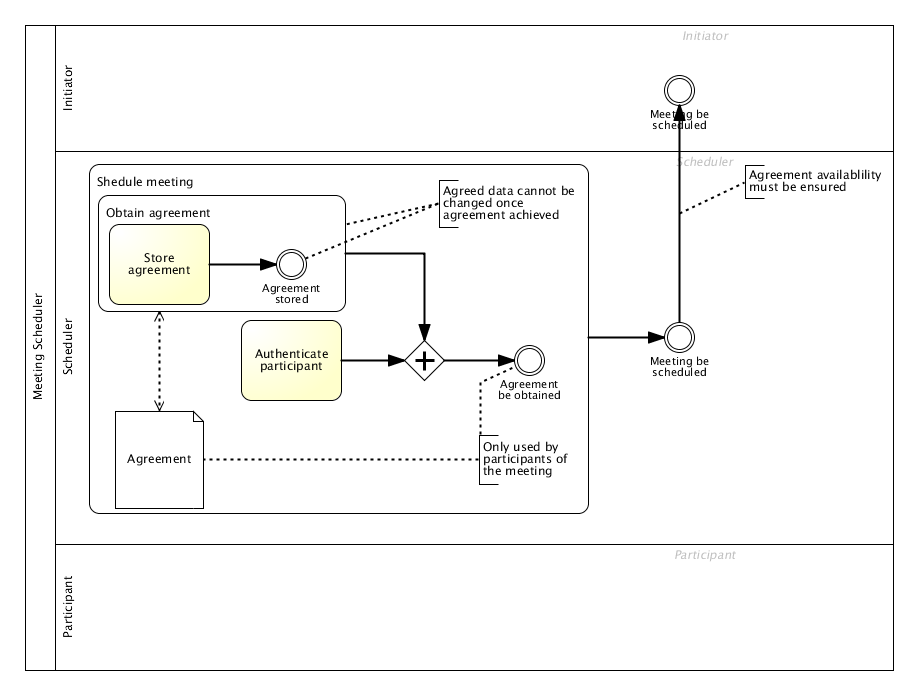 Meeting Scheduler
Initiator
Initiator
Meeting be
scheduled
Scheduler
Scheduler
Shedule meeting
Obtain agreement
Store
agreement
Agreement
stored
Agreed data cannot be
changed once
agreement achieved
Agreement availablility
must be ensured
Authenticate
participant
Agreement
be obtained
Meeting be
scheduled
Agreement
Only used by
participants of
the meeting
Participant
Participant